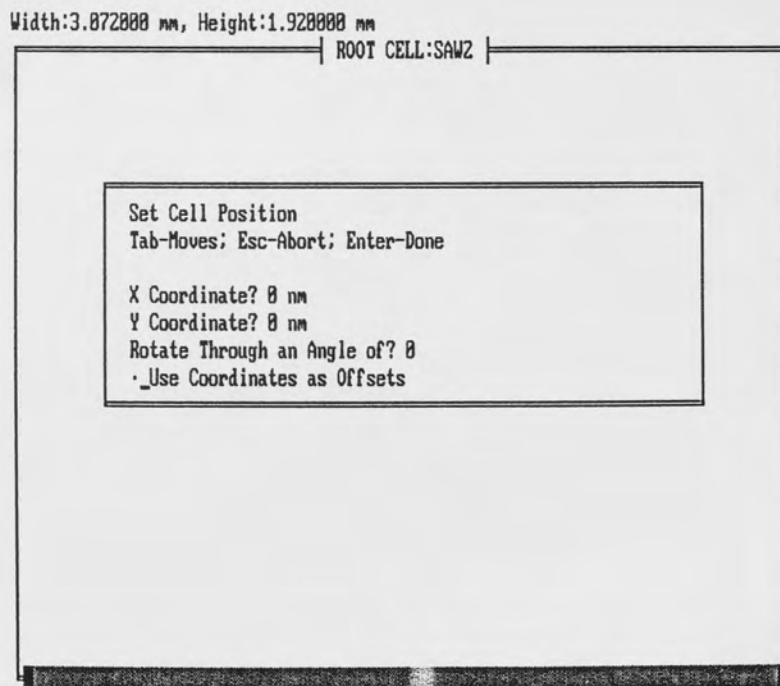 Width:3.072000 mm, Height:1.920000 mm
ROOT CELL:SAW2
Set Cell Position
Tab-Moves; Esc-Abort; Enter-Done
X Coordinate? 0 nm
Y Coordinate? 0 nm
Rotate Through an Angle of? 0
·_Use Coordinates as Offsets